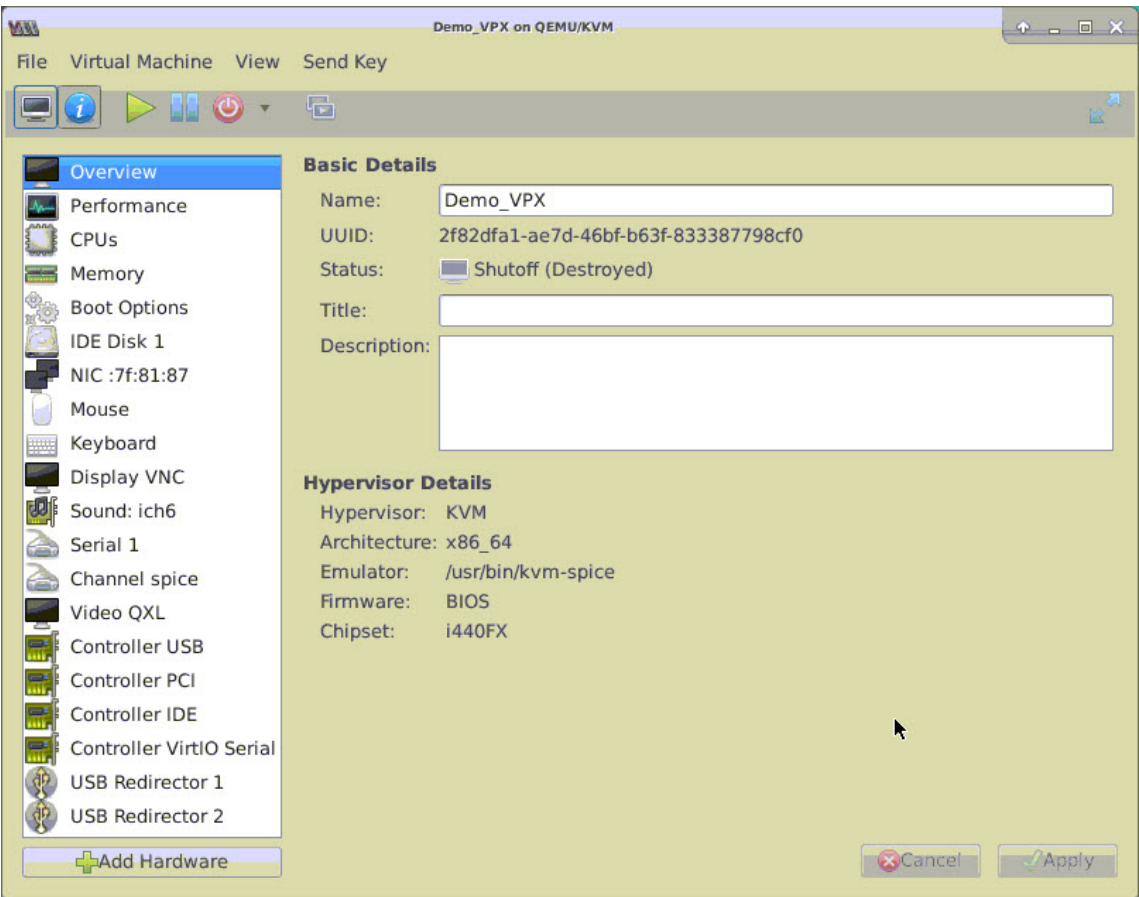 Demo_VPX on QEMU/KVM
File Virtual Machine View Send Key
Overview
Performance
CPUs
Memory
Boot Options
IDE Disk 1
NIC :7f:81:87
Mouse
Keyboard
Display VNC
Sound: ich6
Serial 1
Channel spice
Video QXL
Controller USB
Controller PCI
Controller IDE
Controller VirtIO Serial
USB Redirector 1
USB Redirector 2
Add Hardware
Basic Details
Name: Demo_VPX
UUID: 2f82dfa1-ae7d-46bf-b63f-833387798cf0
Status: Shutoff (Destroyed)
Title:
Description:
Hypervisor Details
Hypervisor: KVM
Architecture: x86_64
Emulator: /usr/bin/kvm-spice
Firmware: BIOS
Chipset: i440FX
Cancel Apply